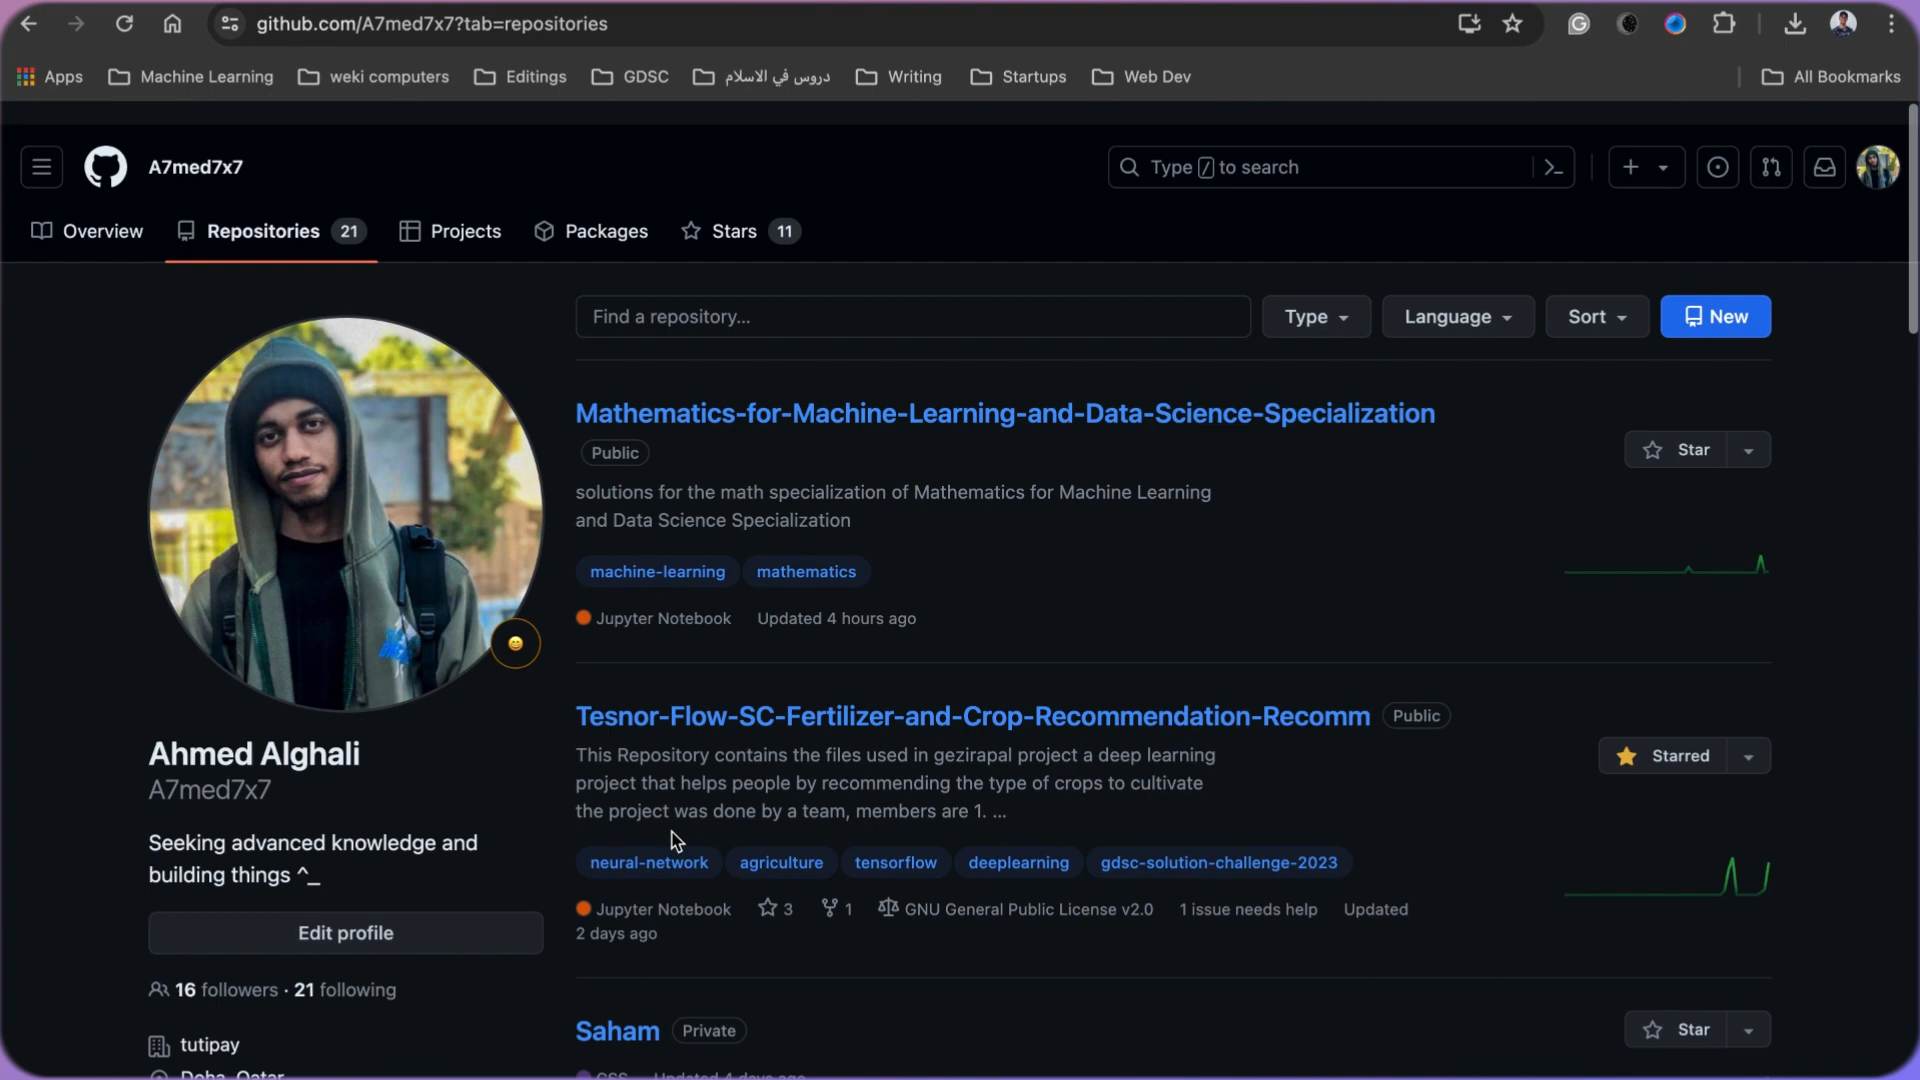 github.com/A7med7x7?tab=repositories
Apps
Machine Learning
weki computers
Editings
GDSC
دروس في الاسلام
Writing
Startups
Web Dev
All Bookmarks
A7med7x7
Type / to search
Overview
Repositories 21
Projects
Packages
Stars 11
Find a repository...
Type
Language
Sort
New
Mathematics-for-Machine-Learning-and-Data-Science-Specialization
Public
Star
solutions for the math specialization of Mathematics for Machine Learning
and Data Science Specialization
machine-learning mathematics
Jupyter Notebook Updated 4 hours ago
Tesnor-Flow-SC-Fertilizer-and-Crop-Recommendation-Recomm Public
Starred
This Repository contains the files used in gezirapal project a deep learning
project that helps people by recommending the type of crops to cultivate
the project was done by a team, members are 1. ...
neural-network agriculture tensorflow deeplearning gdsc-solution-challenge-2023
Jupyter Notebook 3 1 GNU General Public License v2.0 1 issue needs help Updated
2 days ago
Saham Private
Star
CSS Updated 4 days ago
Ahmed Alghali
A7med7x7
Seeking advanced knowledge and
building things ^_
Edit profile
16 followers · 21 following
tutipay
Doha, Qatar